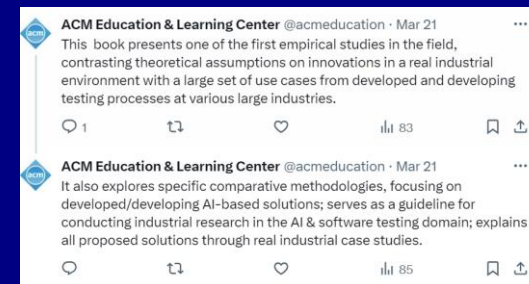 acm
ACM Education & Learning Center @acmeducation · Mar 21 ...
This book presents one of the first empirical studies in the field,
contrasting theoretical assumptions on innovations in a real industrial
environment with a large set of use cases from developed and developing
testing processes at various large industries.
1 83
acm
ACM Education & Learning Center @acmeducation · Mar 21 ...
It also explores specific comparative methodologies, focusing on
developed/developing AI-based solutions; serves as a guideline for
conducting industrial research in the AI & software testing domain; explains
all proposed solutions through real industrial case studies.
85